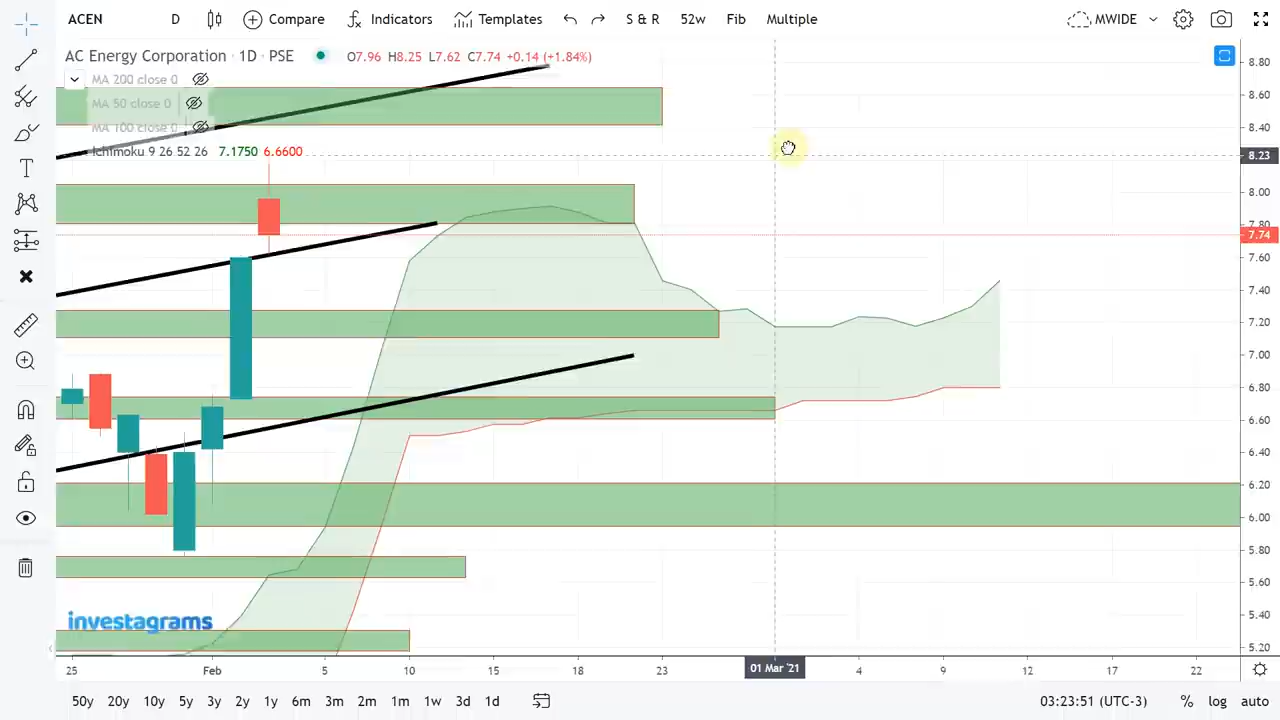 ACEN D Compare Indicators Templates S & R 52w Fib Multiple MWIDE
AC Energy Corporation · 1D · PSE O7.96 H8.25 L7.62 C7.74 +0.14 (+1.84%)
MA 200 close 0
MA 50 close 0
MA 100 close 0
Ichimoku 9 26 52 26 7.1750 6.6600
8.80
8.60
8.40
8.23
8.00
7.80
7.74
7.60
7.40
7.20
7.00
6.80
6.60
6.40
6.20
6.00
5.80
5.60
5.40
5.20
investagrams
25 Feb 5 10 15 18 23 01 Mar '21 4 9 12 17 22
50y 20y 10y 5y 3y 2y 1y 6m 3m 2m 1m 1w 3d 1d 03:23:51 (UTC-3) % log auto